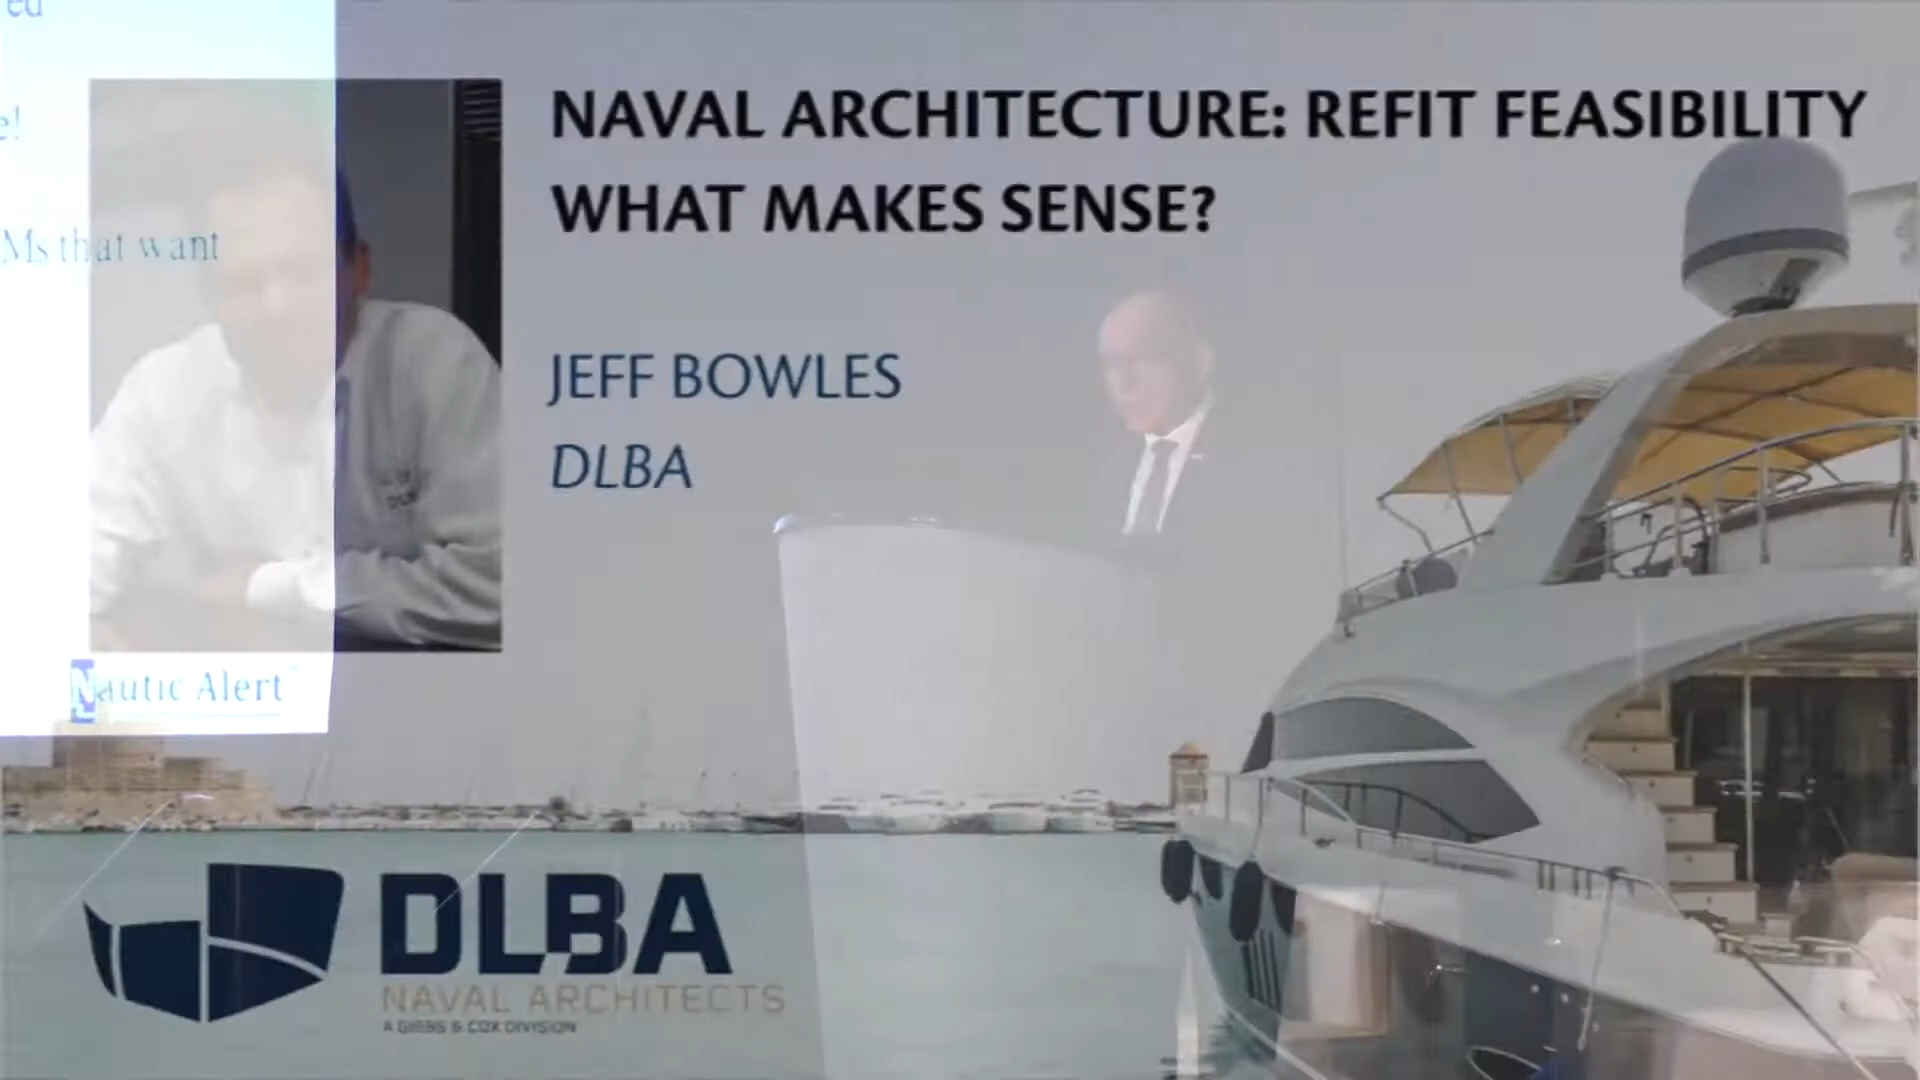 ed
e!
Ms that want
Nautic Alert
NAVAL ARCHITECTURE: REFIT FEASIBILITY
WHAT MAKES SENSE?
JEFF BOWLES
DLBA
DLBA
NAVAL ARCHITECTS
A GIBBS & COX DIVISION